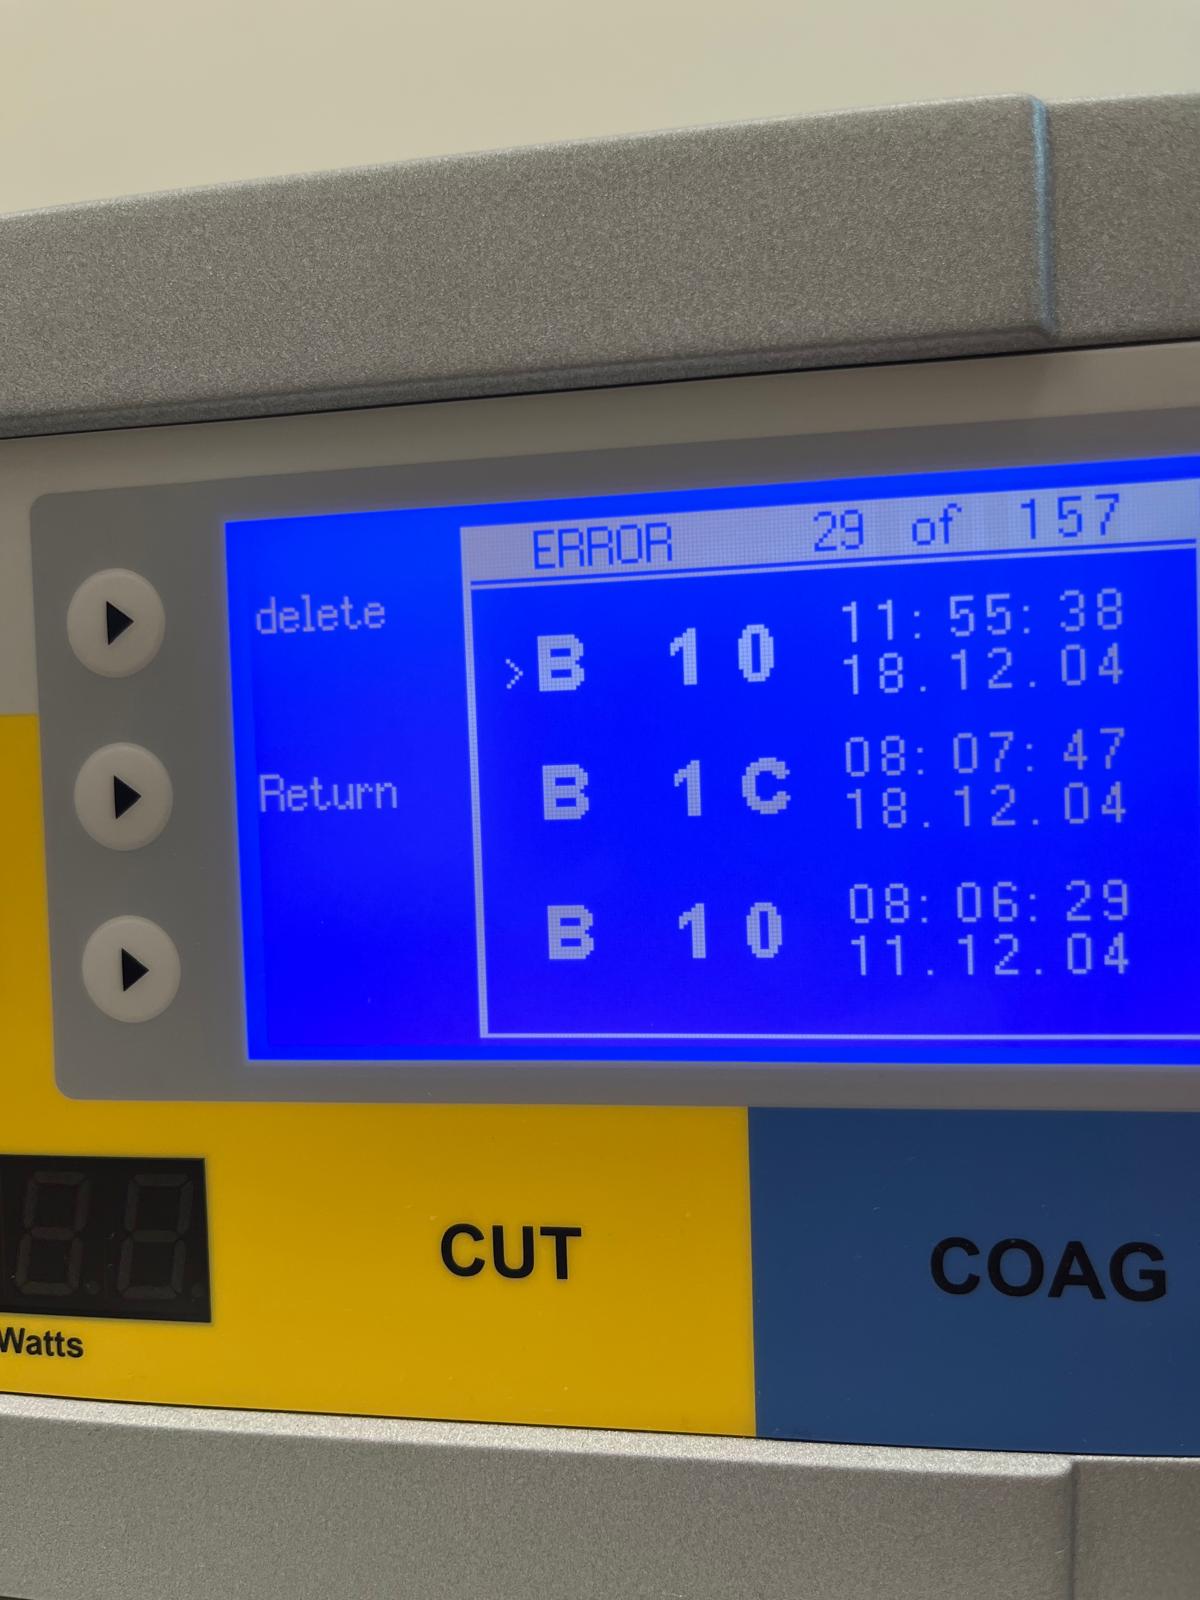 ERROR 29 of 157
delete
>B 10 11:55:38
18.12.04
Return
B 1C 08:07:47
18.12.04
B 10 08:06:29
11.12.04
CUT
COAG
Watts